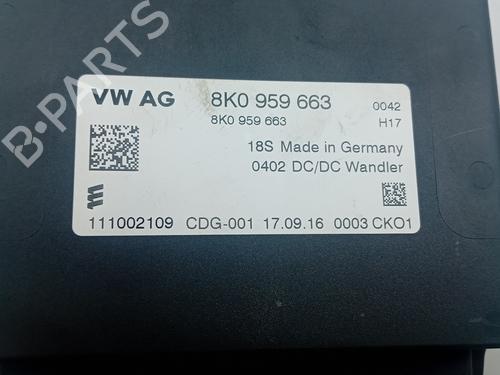 B-PARTS
VW AG 8K0 959 663 0042
8K0 959 663 H17
18S Made in Germany
0402 DC/DC Wandler
111002109 CDG-001 17.09.16 0003 CKO1